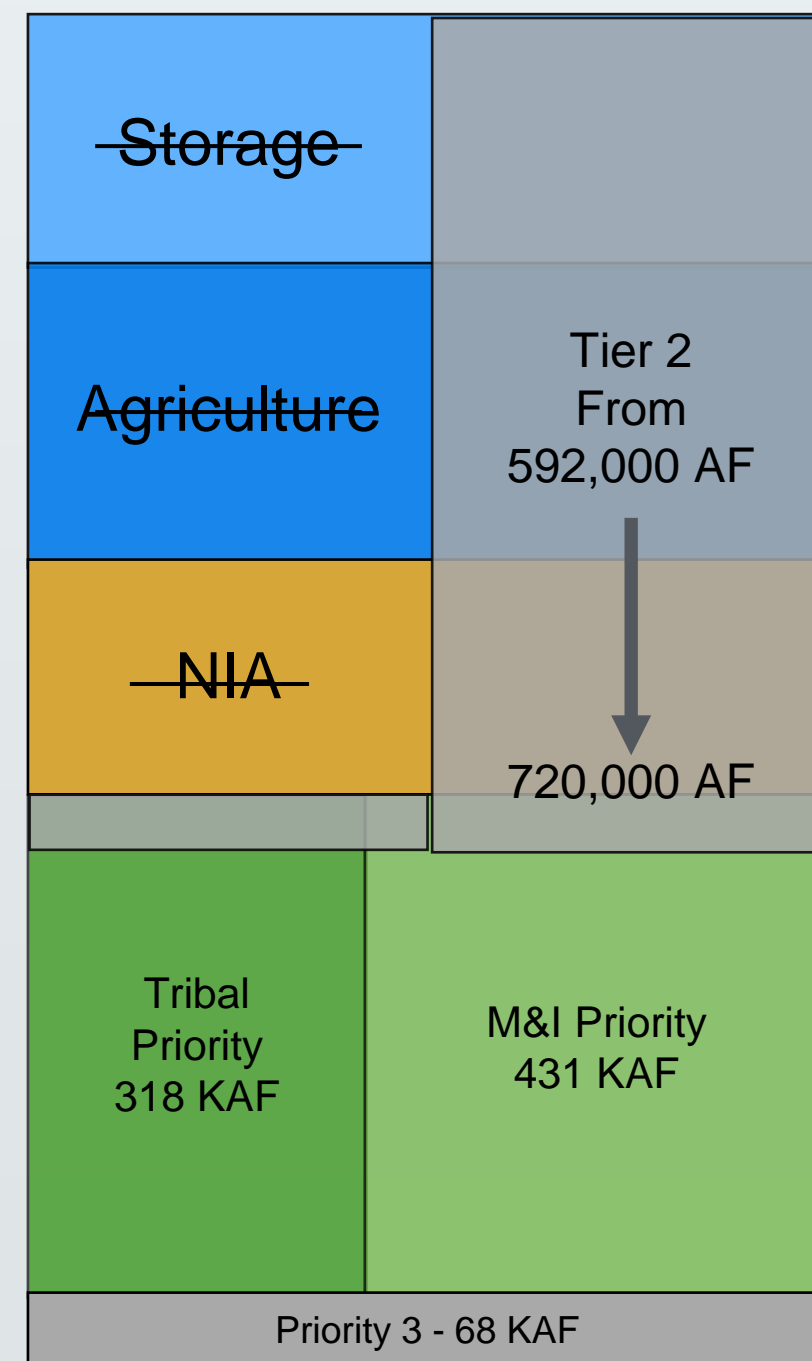 Storage
Agriculture
Tier 2
From
592,000 AF
NIA
720,000 AF
Tribal
Priority
318 KAF
M&I Priority
431 KAF
Priority 3 - 68 KAF